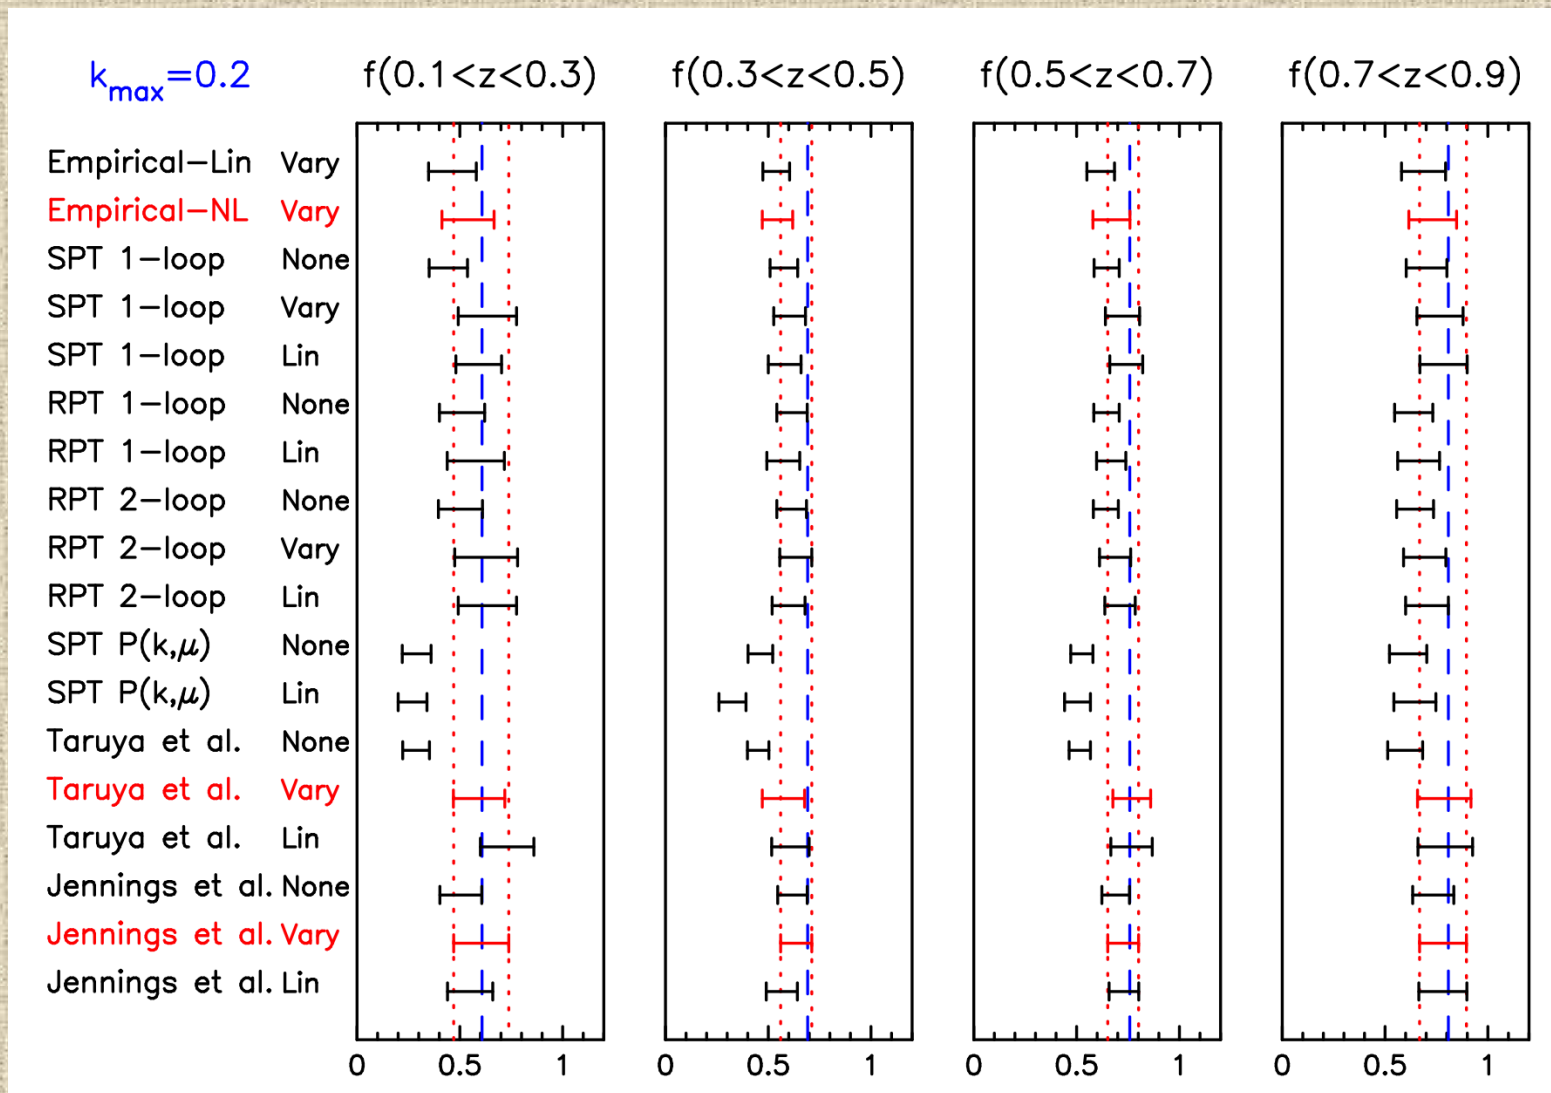 k_max=0.2 f(0.1<z<0.3) f(0.3<z<0.5) f(0.5<z<0.7) f(0.7<z<0.9)
Empirical-Lin Vary
Empirical-NL Vary
SPT 1-loop None
SPT 1-loop Vary
SPT 1-loop Lin
RPT 1-loop None
RPT 1-loop Lin
RPT 2-loop None
RPT 2-loop Vary
RPT 2-loop Lin
SPT P(k,μ) None
SPT P(k,μ) Lin
Taruya et al. None
Taruya et al. Vary
Taruya et al. Lin
Jennings et al. None
Jennings et al. Vary
Jennings et al. Lin
0 0.5 1 0 0.5 1 0 0.5 1 0 0.5 1